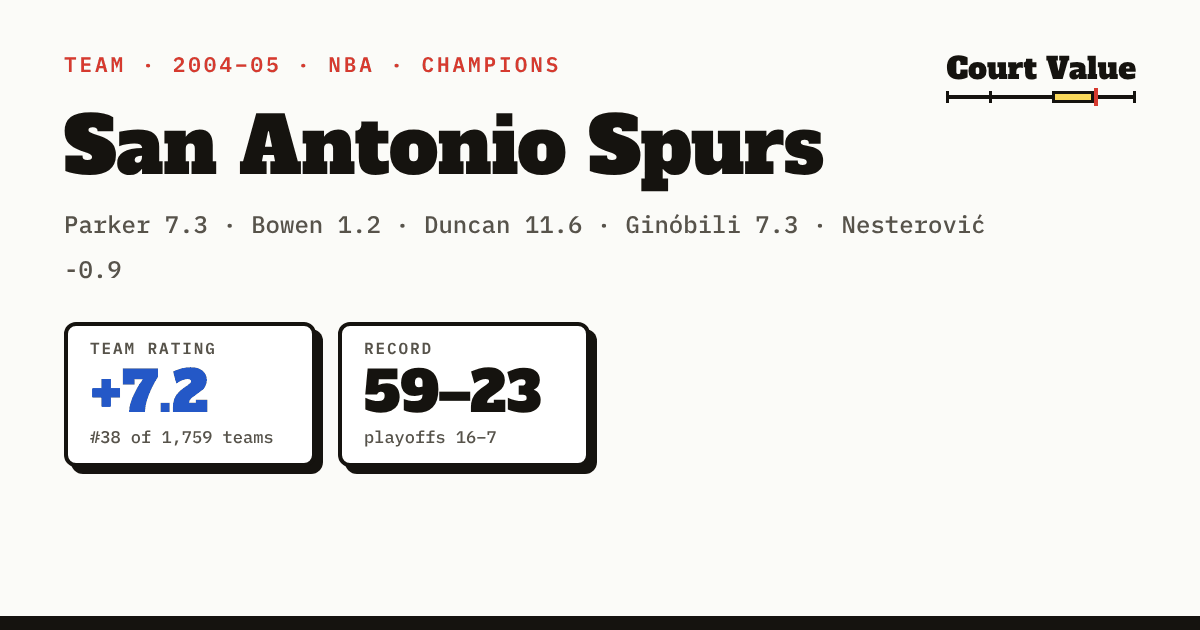 TEAM · 2004–05 · NBA · CHAMPIONS
Court Value
San Antonio Spurs
Parker 7.3 · Bowen 1.2 · Duncan 11.6 · Ginóbili 7.3 · Nesterović
-0.9
TEAM RATING
+7.2
#38 of 1,759 teams
RECORD
59–23
playoffs 16–7